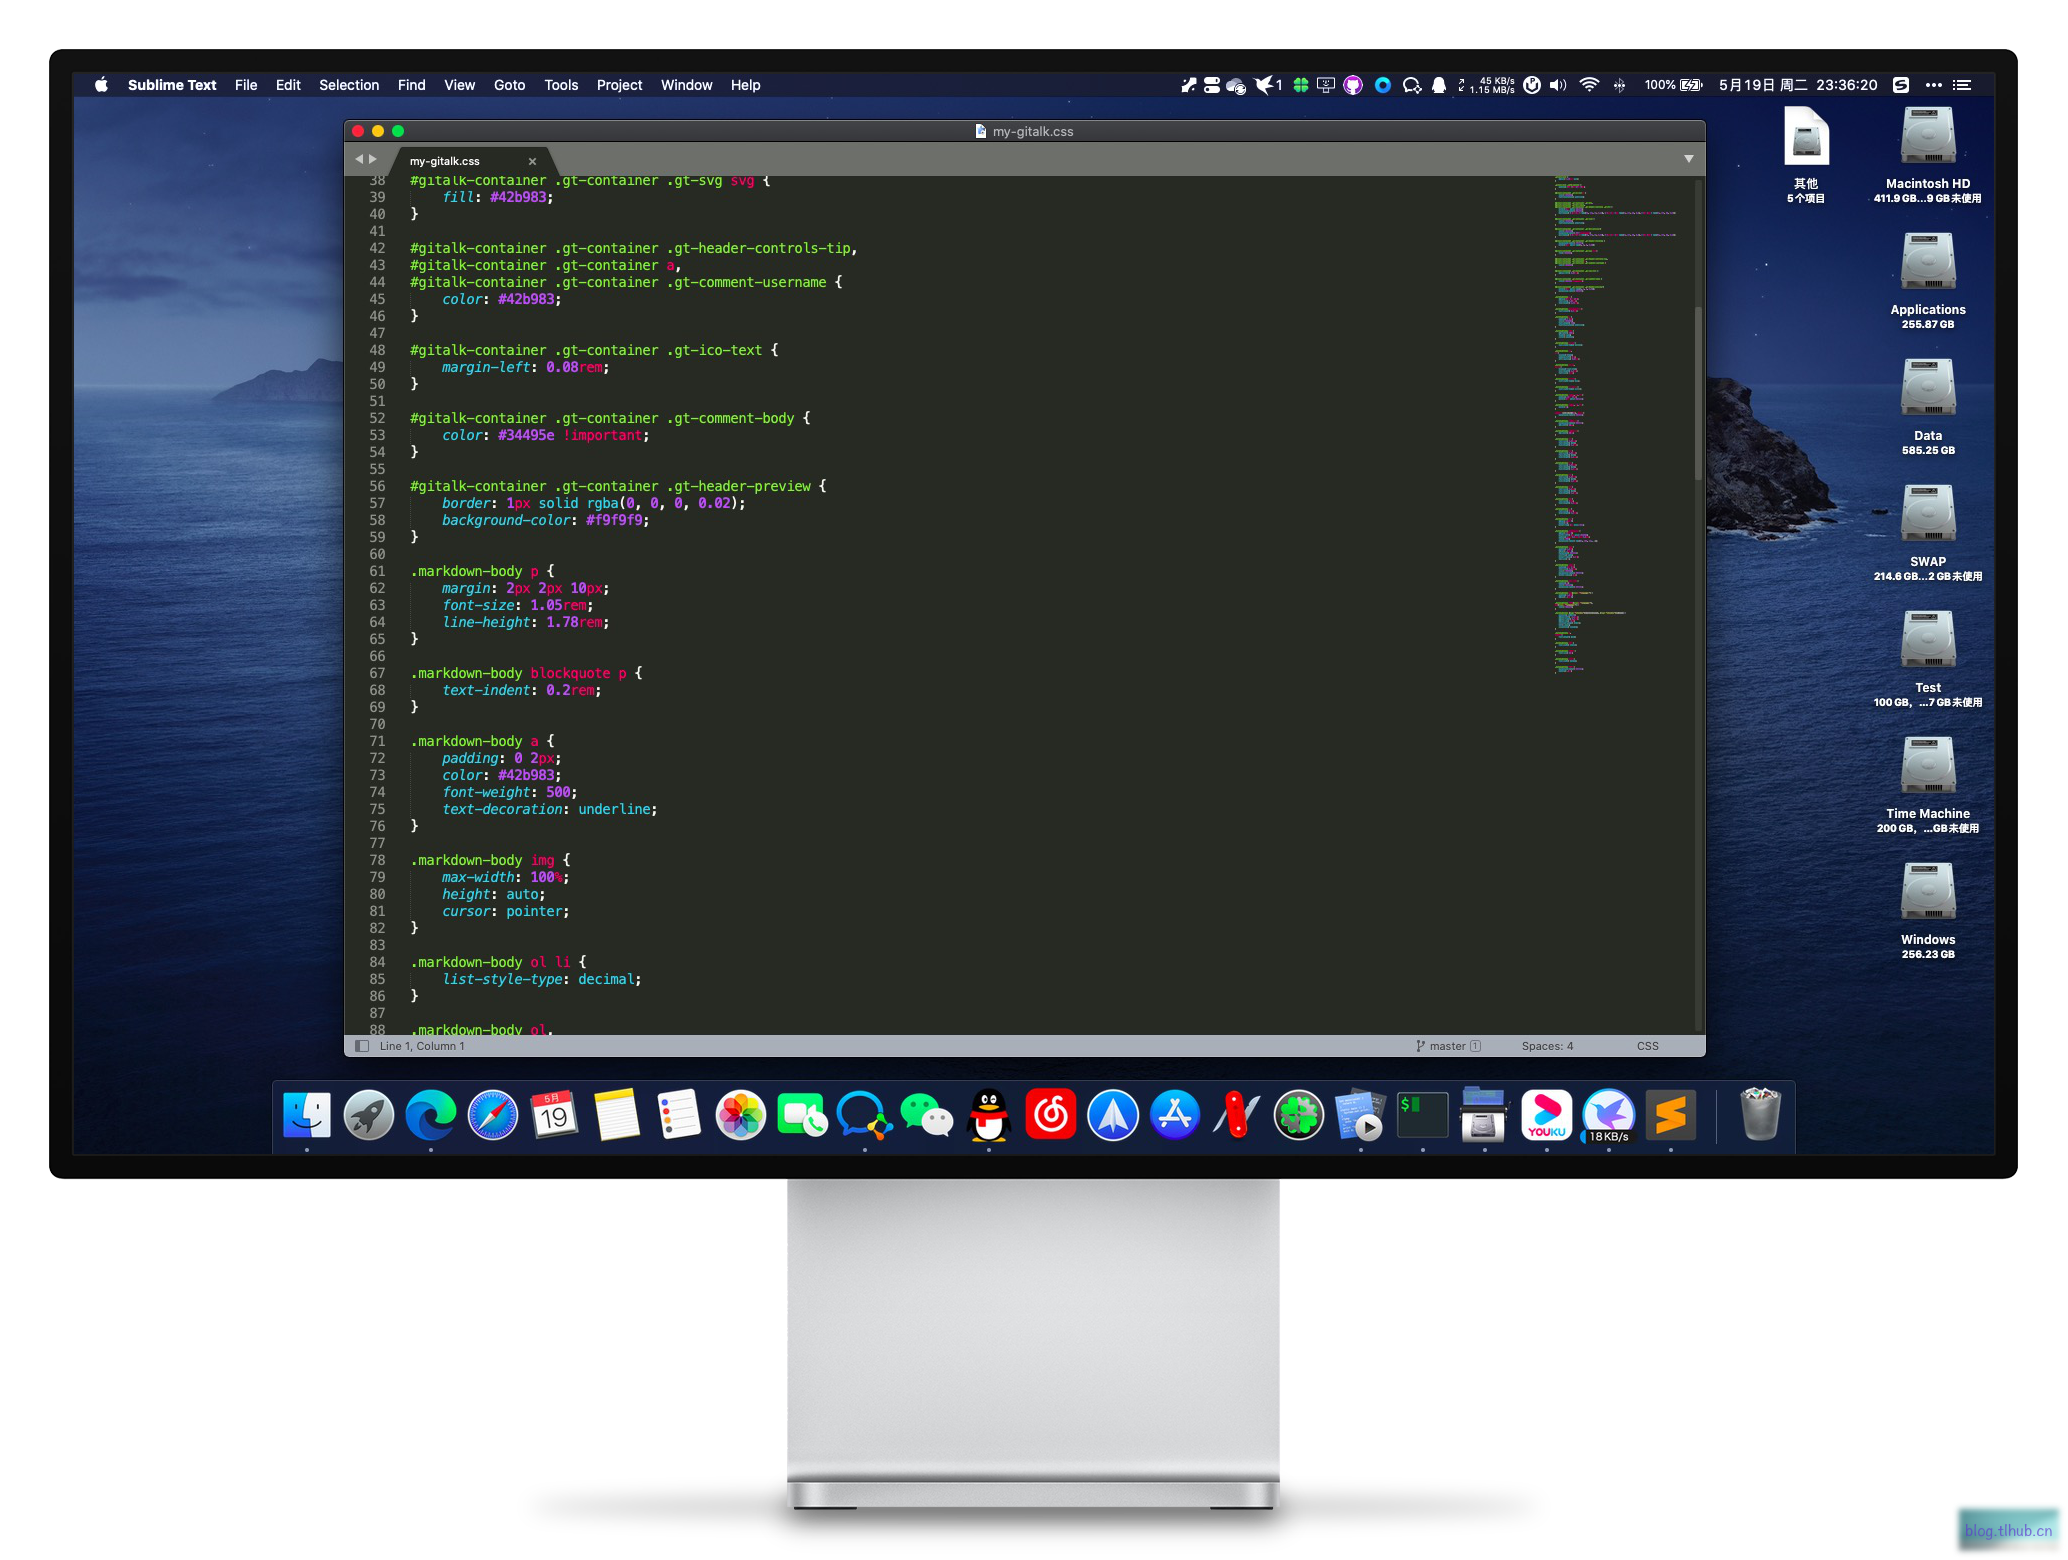 Sublime Text File Edit Selection Find View Goto Tools Project Window Help
1 45 KB/s 1.15 MB/s 100% 5月19日 周二 23:36:20
my-gitalk.css
my-gitalk.css ×
38 #gitalk-container .gt-container .gt-svg svg {
39 fill: #42b983;
40 }
41
42 #gitalk-container .gt-container .gt-header-controls-tip,
43 #gitalk-container .gt-container a,
44 #gitalk-container .gt-container .gt-comment-username {
45 color: #42b983;
46 }
47
48 #gitalk-container .gt-container .gt-ico-text {
49 margin-left: 0.08rem;
50 }
51
52 #gitalk-container .gt-container .gt-comment-body {
53 color: #34495e !important;
54 }
55
56 #gitalk-container .gt-container .gt-header-preview {
57 border: 1px solid rgba(0, 0, 0, 0.02);
58 background-color: #f9f9f9;
59 }
60
61 .markdown-body p {
62 margin: 2px 2px 10px;
63 font-size: 1.05rem;
64 line-height: 1.78rem;
65 }
66
67 .markdown-body blockquote p {
68 text-indent: 0.2rem;
69 }
70
71 .markdown-body a {
72 padding: 0 2px;
73 color: #42b983;
74 font-weight: 500;
75 text-decoration: underline;
76 }
77
78 .markdown-body img {
79 max-width: 100%;
80 height: auto;
81 cursor: pointer;
82 }
83
84 .markdown-body ol li {
85 list-style-type: decimal;
86 }
87
88 .markdown-body ol,
Line 1, Column 1 master 1 Spaces: 4 CSS
其他
5个项目
Macintosh HD
411.9 GB...9 GB未使用
Applications
255.87 GB
Data
585.25 GB
SWAP
214.6 GB...2 GB未使用
Test
100 GB, ...7 GB未使用
Time Machine
200 GB, ...GB未使用
Windows
256.23 GB
5月
19
$
YOUKU
18KB/s
blog.tlhub.cn